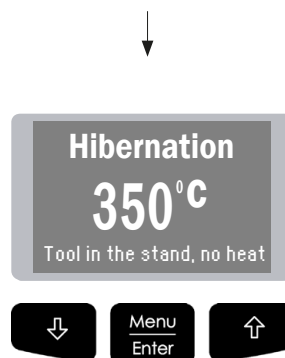 Hibernation
350°C
Tool in the stand, no heat
Menu
Enter